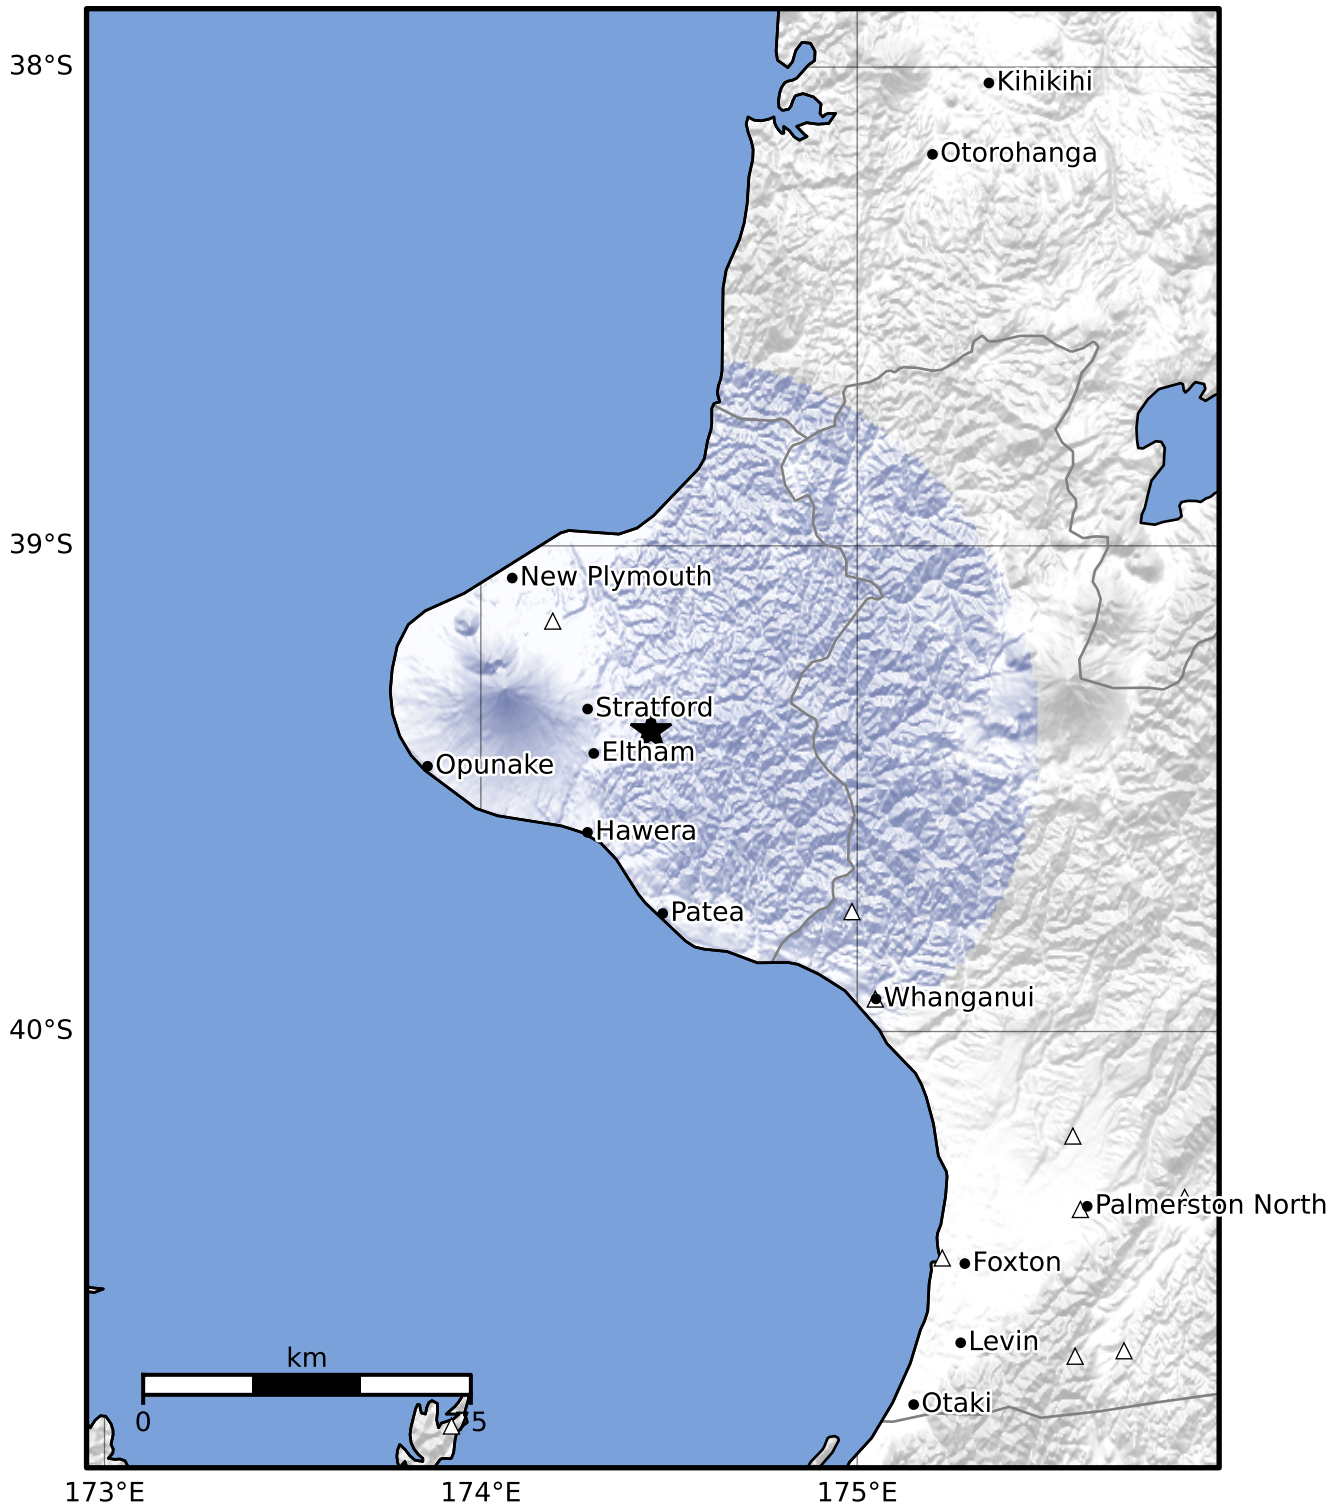 38°S
Kihikihi
Otorohanga
39°S
New Plymouth
Stratford
Eltham
Opunake
Hawera
Patea
Whanganui
40°S
Palmerston North
Foxton
Levin
km
Otaki
0
173°E
174°E
175°E